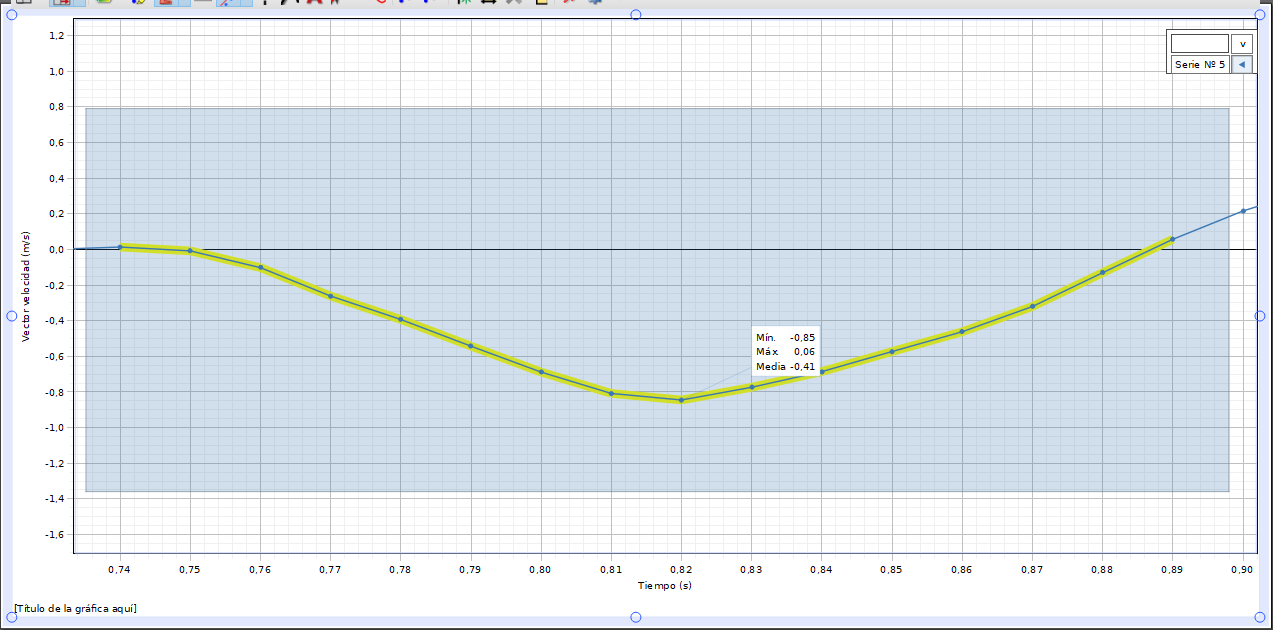 1,2
1,0
0,8
0,6
0,4
0,2
0,0
-0,2
-0,4
-0,6
-0,8
-1,0
-1,2
-1,4
-1,6
Vector velocidad (m/s)
v
Serie Nº 5
Mín. -0,85
Máx. 0,06
Media -0,41
0,74 0,75 0,76 0,77 0,78 0,79 0,80 0,81 0,82 0,83 0,84 0,85 0,86 0,87 0,88 0,89 0,90
Tiempo (s)
[Título de la gráfica aquí]